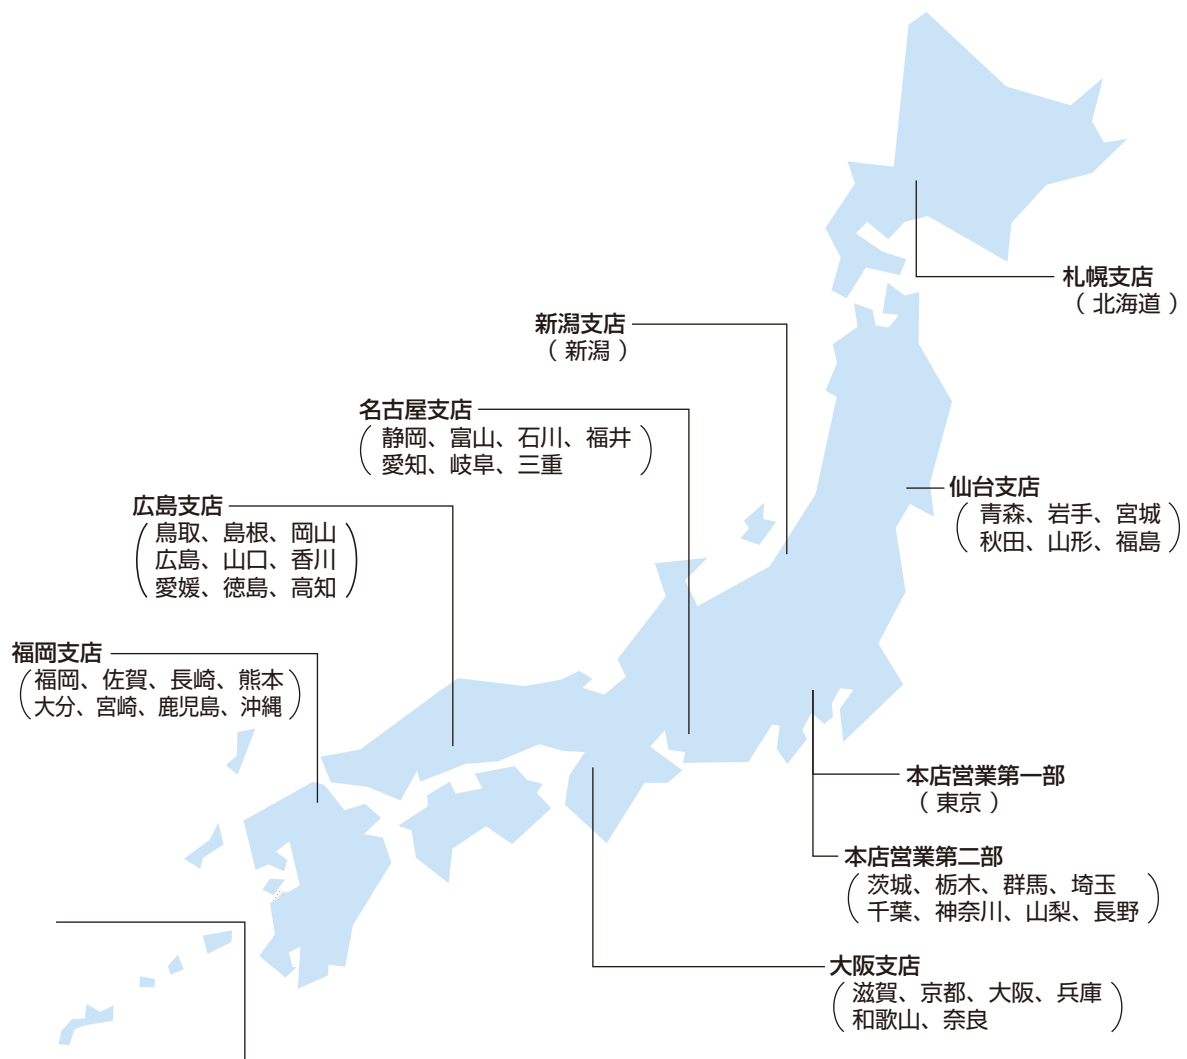 札幌支店
（ 北海道 ）
新潟支店
（ 新潟 ）
名古屋支店
静岡、富山、石川、福井
愛知、岐阜、三重
仙台支店
青森、岩手、宮城
秋田、山形、福島
広島支店
鳥取、島根、岡山
広島、山口、香川
愛媛、徳島、高知
福岡支店
福岡、佐賀、長崎、熊本
大分、宮崎、鹿児島、沖縄
本店営業第一部
（ 東京 ）
本店営業第二部
茨城、栃木、群馬、埼玉
千葉、神奈川、山梨、長野
大阪支店
滋賀、京都、大阪、兵庫
和歌山、奈良